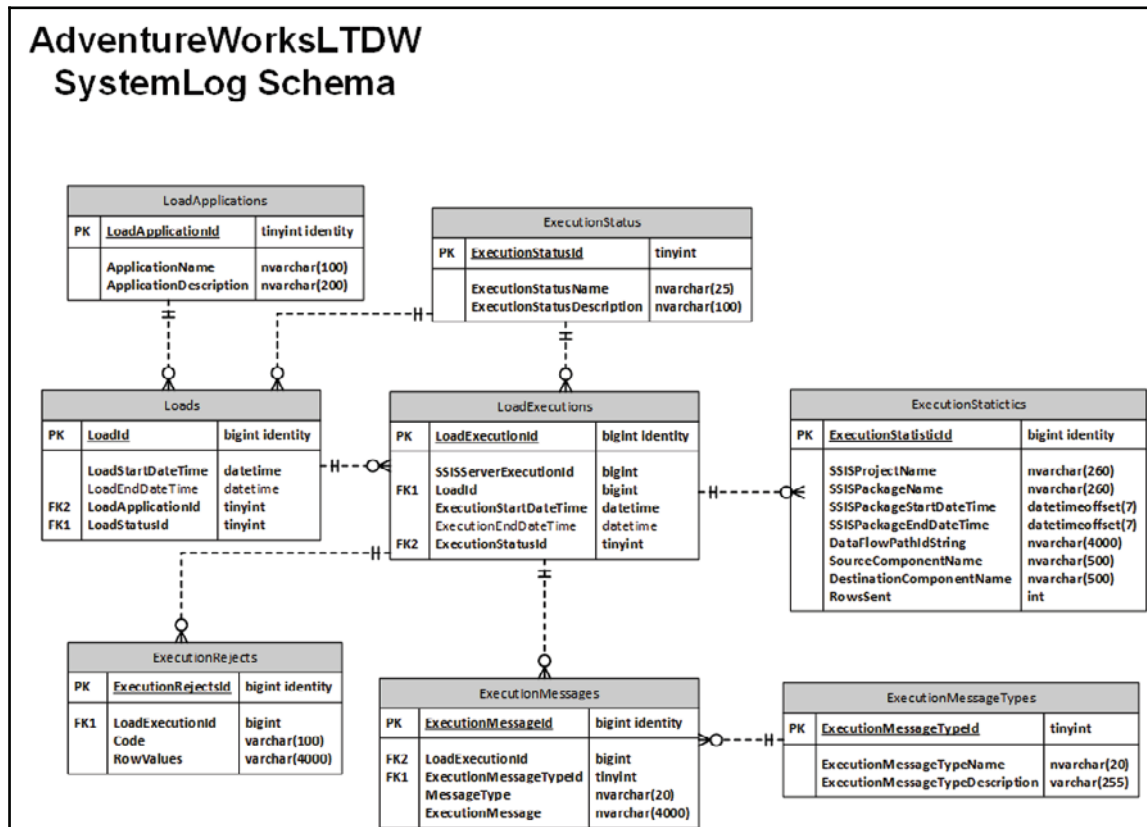 AdventureWorksLTDW
SystemLog Schema
LoadApplications
PK LoadApplicationId tinyint identity
ApplicationName nvarchar(100)
ApplicationDescription nvarchar(200)
ExecutionStatus
PK ExecutionStatusId tinyint
ExecutionStatusName nvarchar(25)
ExecutionStatusDescription nvarchar(100)
Loads
PK LoadId bigint identity
LoadStartDateTime datetime
LoadEndDateTime datetime
FK2 LoadApplicationId tinyint
FK1 LoadStatusId tinyint
LoadExecutions
PK LoadExecutionId bigint identity
SSISServerExecutionId bigint
FK1 LoadId bigint
ExecutionStartDateTime datetime
ExecutionEndDateTime datetime
FK2 ExecutionStatusId tinyint
ExecutionStatictics
PK ExecutionStatisticId bigint identity
SSISProjectName nvarchar(260)
SSISPackageName nvarchar(260)
SSISPackageStartDateTime datetimeoffset(7)
SSISPackageEndDateTime datetimeoffset(7)
DataFlowPathIdString nvarchar(4000)
SourceComponentName nvarchar(500)
DestinationComponentName nvarchar(500)
RowsSent int
ExecutionRejects
PK ExecutionRejectsId bigint identity
FK1 LoadExecutionId bigint
Code varchar(100)
RowValues varchar(4000)
ExecutionMessages
PK ExecutionMessageId bigint identity
FK2 LoadExecutionId bigint
FK1 ExecutionMessageTypeId tinyint
MessageType nvarchar(20)
ExecutionMessage nvarchar(4000)
ExecutionMessageTypes
PK ExecutionMessageTypeId tinyint
ExecutionMessageTypeName nvarchar(20)
ExecutionMessageTypeDescription varchar(255)